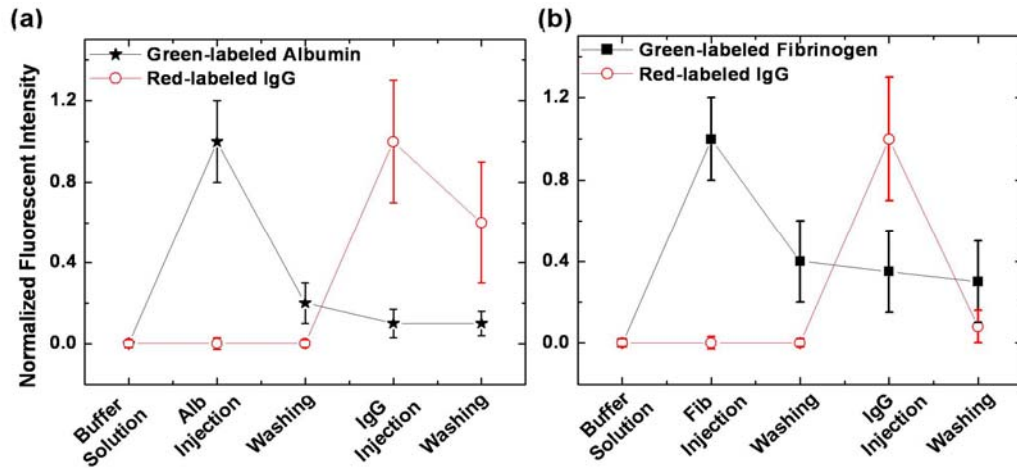 (a)
Green-labeled Albumin
Red-labeled IgG
Normalized Fluorescent Intensity
1.2
0.8
0.4
0.0
Buffer
Solution
Alb
Injection
Washing
IgG
Injection
Washing
(b)
Green-labeled Fibrinogen
Red-labeled IgG
1.2
0.8
0.4
0.0
Buffer
Solution
Fib
Injection
Washing
IgG
Injection
Washing